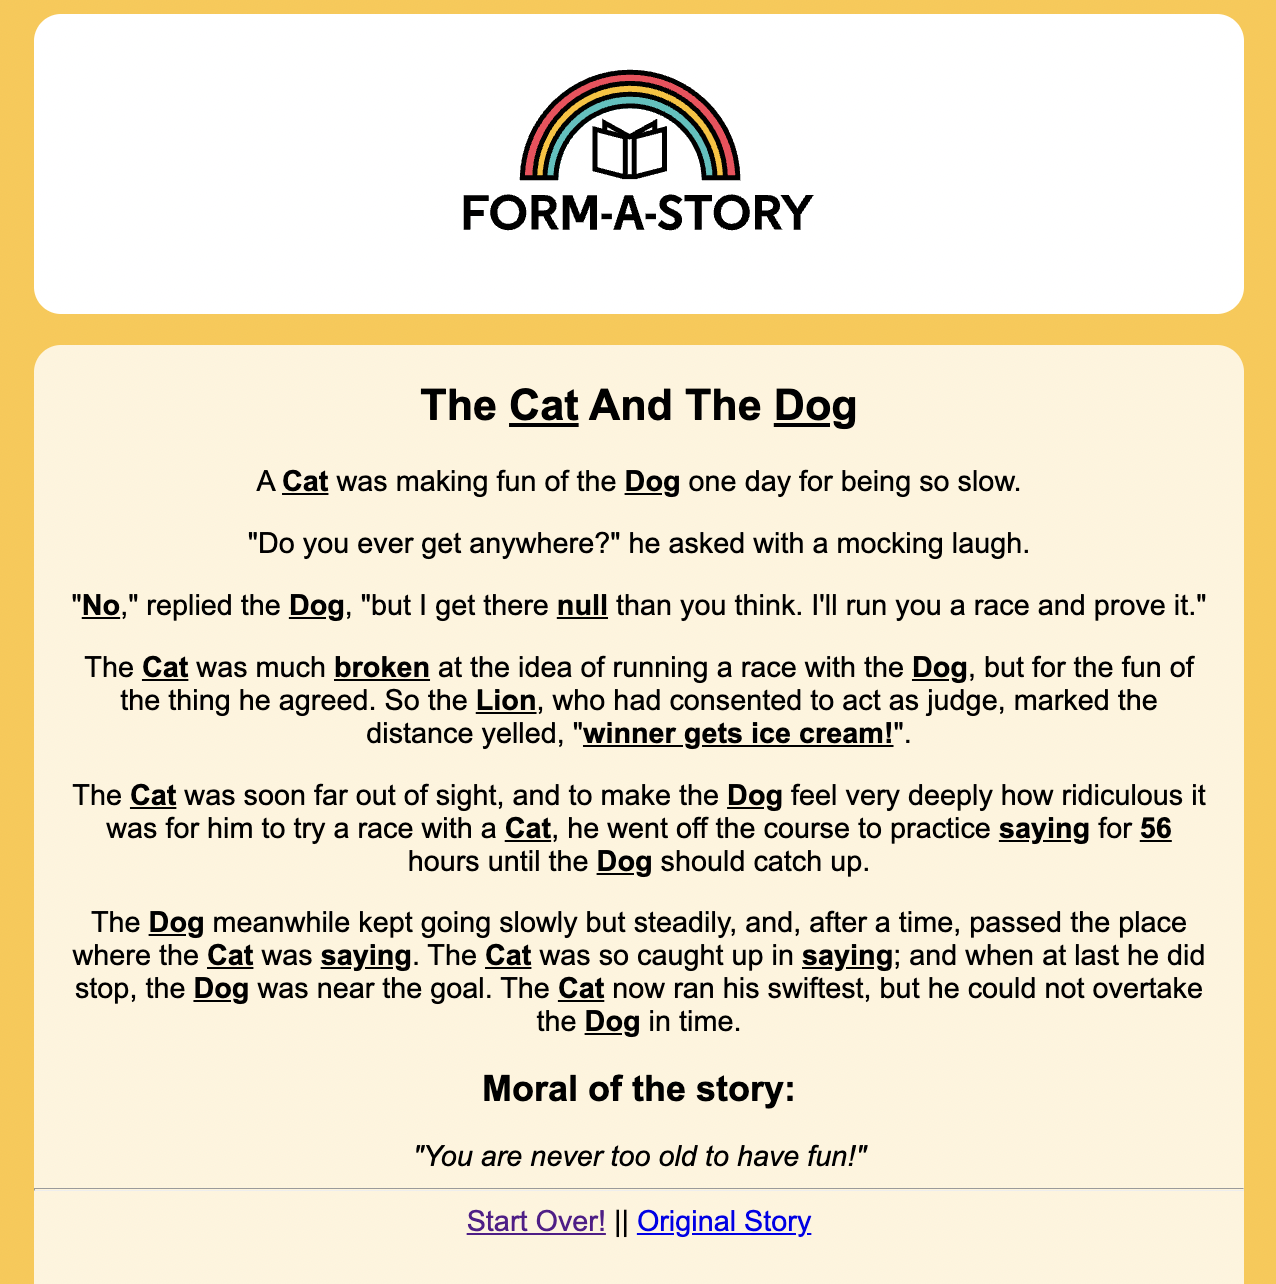 FORM-A-STORY
The Cat And The Dog
A Cat was making fun of the Dog one day for being so slow.
"Do you ever get anywhere?" he asked with a mocking laugh.
"No," replied the Dog, "but I get there null than you think. I'll run you a race and prove it."
The Cat was much broken at the idea of running a race with the Dog, but for the fun of
the thing he agreed. So the Lion, who had consented to act as judge, marked the
distance yelled, "winner gets ice cream!".
The Cat was soon far out of sight, and to make the Dog feel very deeply how ridiculous it
was for him to try a race with a Cat, he went off the course to practice saying for 56
hours until the Dog should catch up.
The Dog meanwhile kept going slowly but steadily, and, after a time, passed the place
where the Cat was saying. The Cat was so caught up in saying; and when at last he did
stop, the Dog was near the goal. The Cat now ran his swiftest, but he could not overtake
the Dog in time.
Moral of the story:
"You are never too old to have fun!"
Start Over! || Original Story